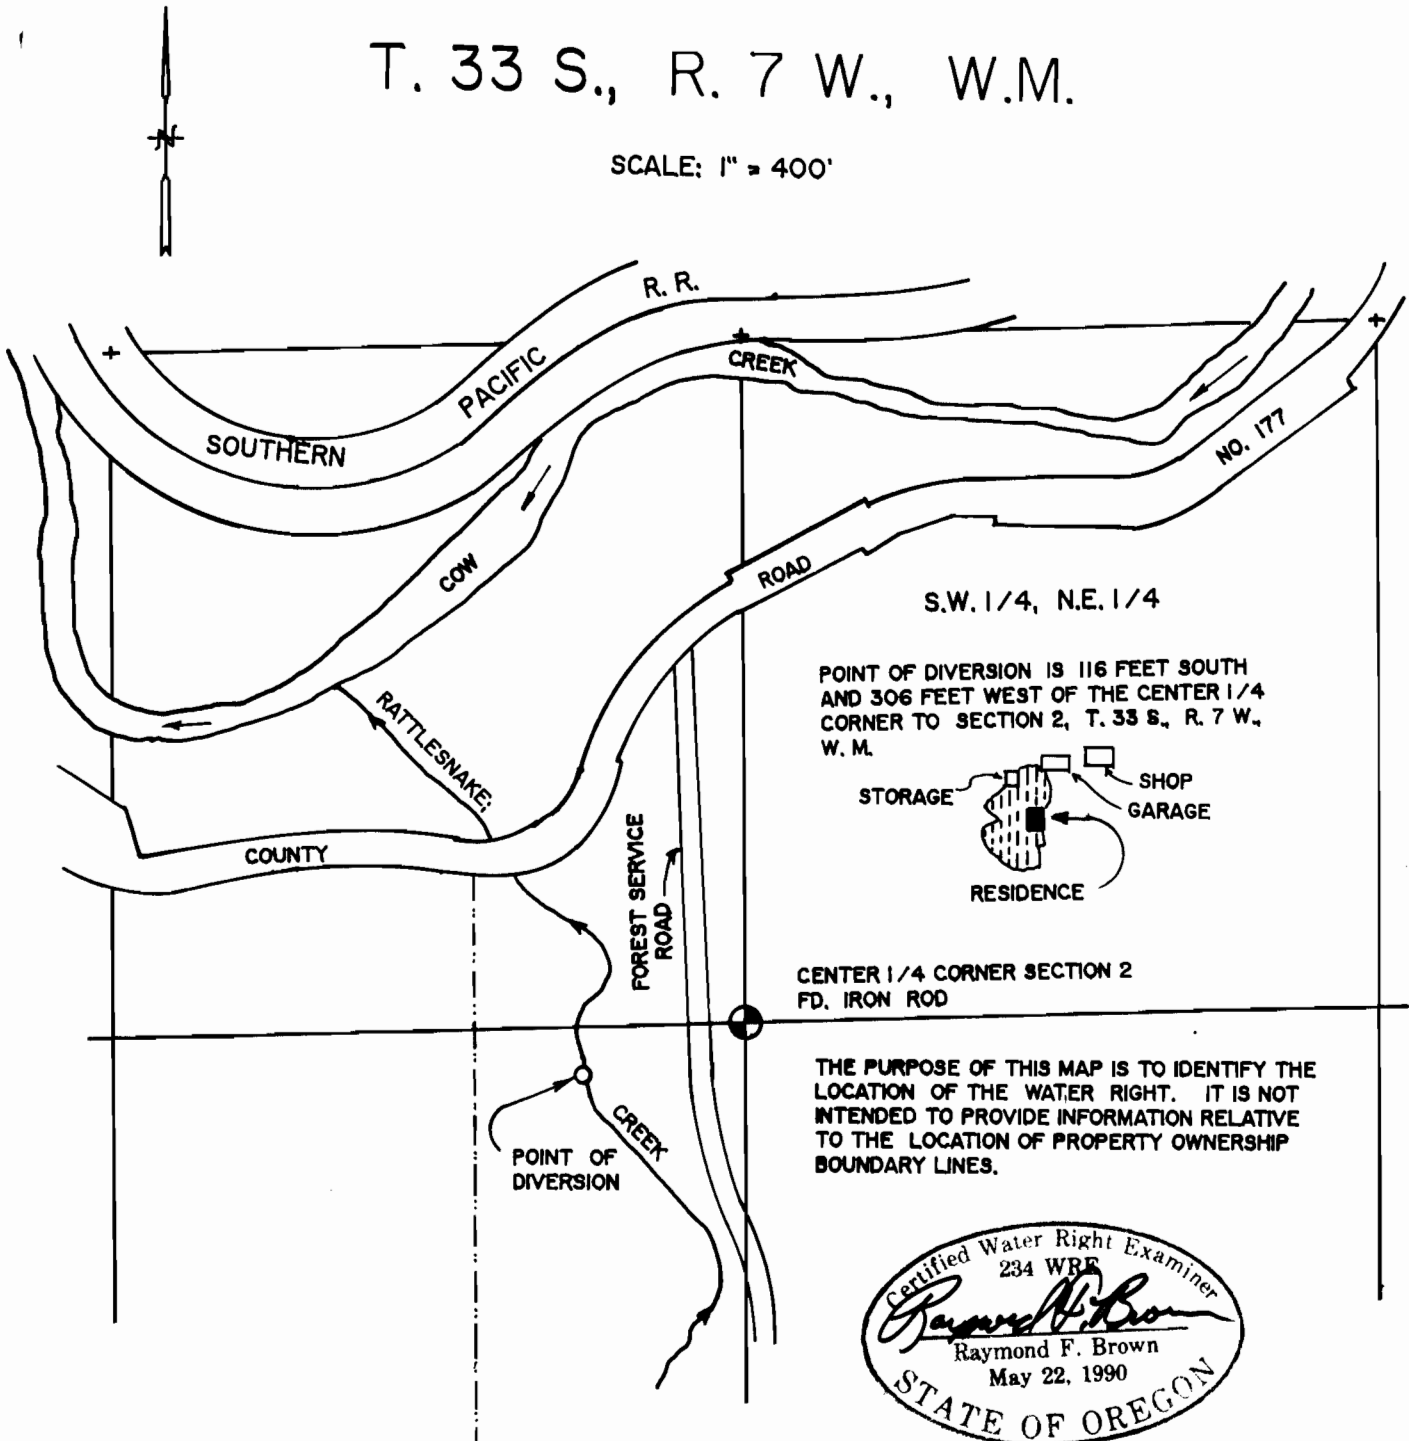 T. 33 S., R. 7 W., W.M.
SCALE: 1" = 400'
N
R. R.
PACIFIC
SOUTHERN
CREEK
NO. 177
COW
ROAD
S.W. 1/4, N.E. 1/4
POINT OF DIVERSION IS 116 FEET SOUTH
AND 306 FEET WEST OF THE CENTER 1/4
CORNER TO SECTION 2, T. 33 S., R. 7 W.,
W. M.
RATTLESNAKE
STORAGE
SHOP
GARAGE
RESIDENCE
COUNTY
FOREST SERVICE
ROAD
CENTER 1/4 CORNER SECTION 2
FD. IRON ROD
THE PURPOSE OF THIS MAP IS TO IDENTIFY THE
LOCATION OF THE WATER RIGHT. IT IS NOT
INTENDED TO PROVIDE INFORMATION RELATIVE
TO THE LOCATION OF PROPERTY OWNERSHIP
BOUNDARY LINES.
CREEK
POINT OF
DIVERSION
Certified Water Right Examiner
234 WRE
Raymond F. Brown
Raymond F. Brown
May 22, 1990
STATE OF OREGON